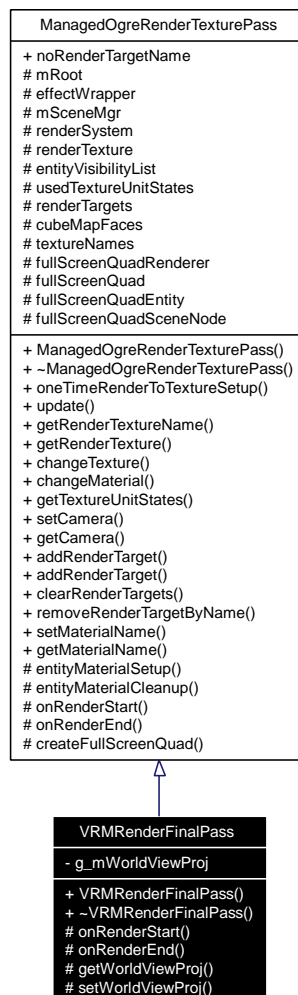 ManagedOgreRenderTexturePass
+ noRenderTargetName
# mRoot
# effectWrapper
# mSceneMgr
# renderSystem
# renderTexture
# entityVisibilityList
# usedTextureUnitStates
# renderTargets
# cubeMapFaces
# textureNames
# fullScreenQuadRenderer
# fullScreenQuad
# fullScreenQuadEntity
# fullScreenQuadSceneNode
+ ManagedOgreRenderTexturePass()
+ ~ManagedOgreRenderTexturePass()
+ oneTimeRenderToTextureSetup()
+ update()
+ getRenderTextureName()
+ getRenderTexture()
+ changeTexture()
+ changeMaterial()
+ getTextureUnitStates()
+ setCamera()
+ getCamera()
+ addRenderTarget()
+ addRenderTarget()
+ clearRenderTargets()
+ removeRenderTargetByName()
+ setMaterialName()
+ getMaterialName()
# entityMaterialSetup()
# entityMaterialCleanup()
# onRenderStart()
# onRenderEnd()
# createFullScreenQuad()
VRMRenderFinalPass
- g_mWorldViewProj
+ VRMRenderFinalPass()
+ ~VRMRenderFinalPass()
# onRenderStart()
# onRenderEnd()
# getWorldViewProj()
# setWorldViewProj()